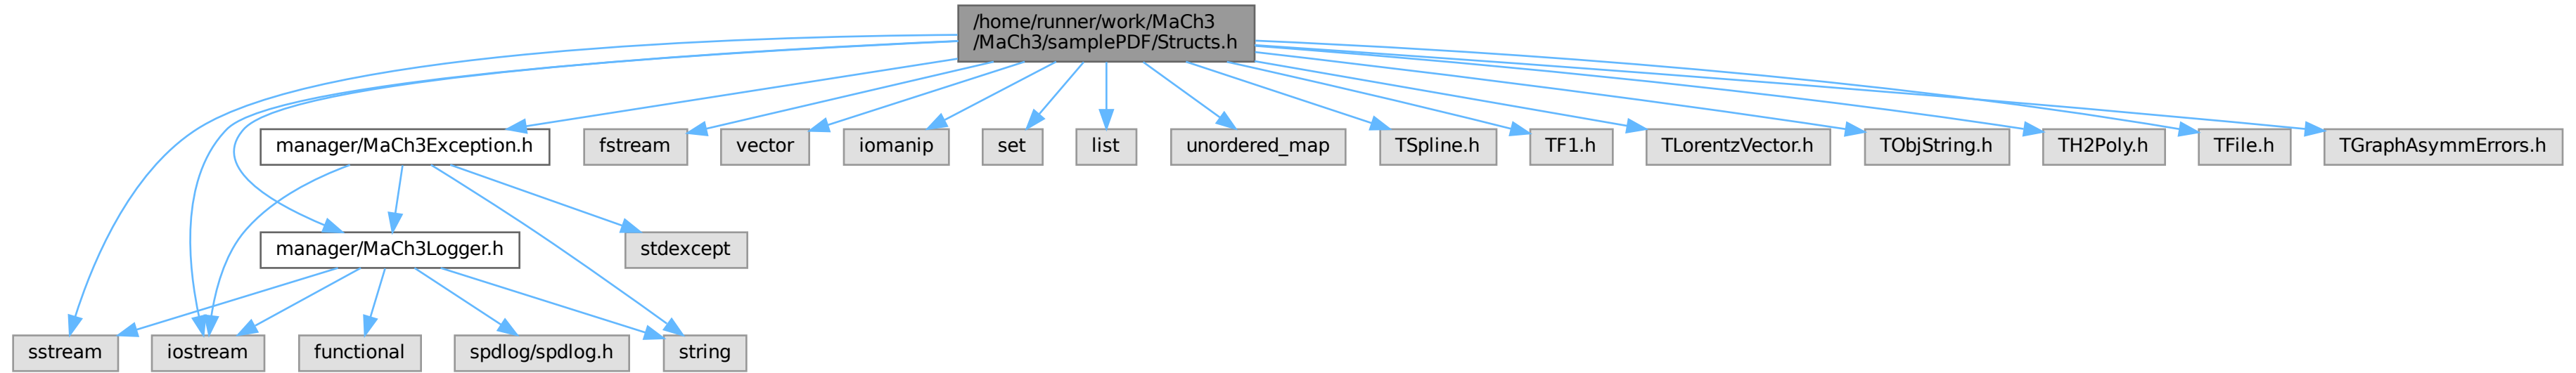 /home/runner/work/MaCh3
/MaCh3/samplePDF/Structs.h
manager/MaCh3Exception.h
fstream
vector
iomanip
set
list
unordered_map
TSpline.h
TF1.h
TLorentzVector.h
TObjString.h
TH2Poly.h
TFile.h
TGraphAsymmErrors.h
manager/MaCh3Logger.h
stdexcept
sstream
iostream
functional
spdlog/spdlog.h
string